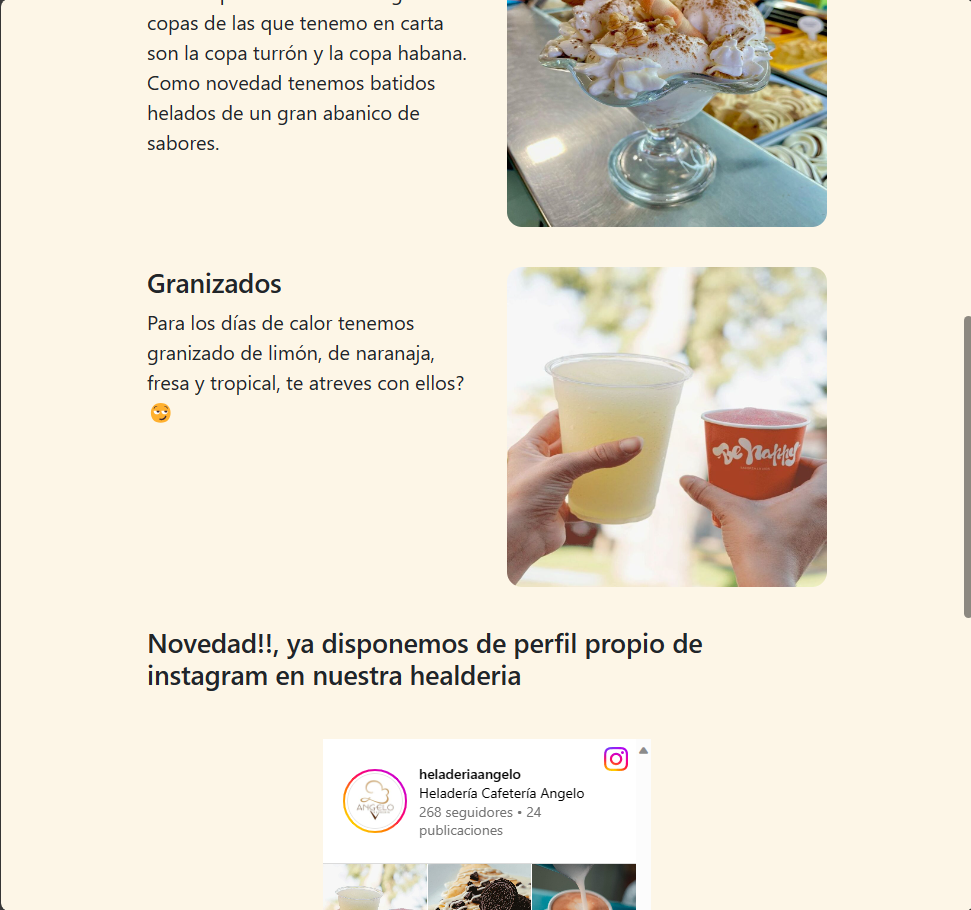 copas de las que tenemo en carta
son la copa turrón y la copa habana.
Como novedad tenemos batidos
helados de un gran abanico de
sabores.
Granizados
Para los días de calor tenemos
granizado de limón, de naranaja,
fresa y tropical, te atreves con ellos?
😏
Be Happy
Novedad!!, ya disponemos de perfil propio de
instagram en nuestra healderia
heladeriaangelo
Heladería Cafetería Angelo
268 seguidores • 24
publicaciones
ANGELO